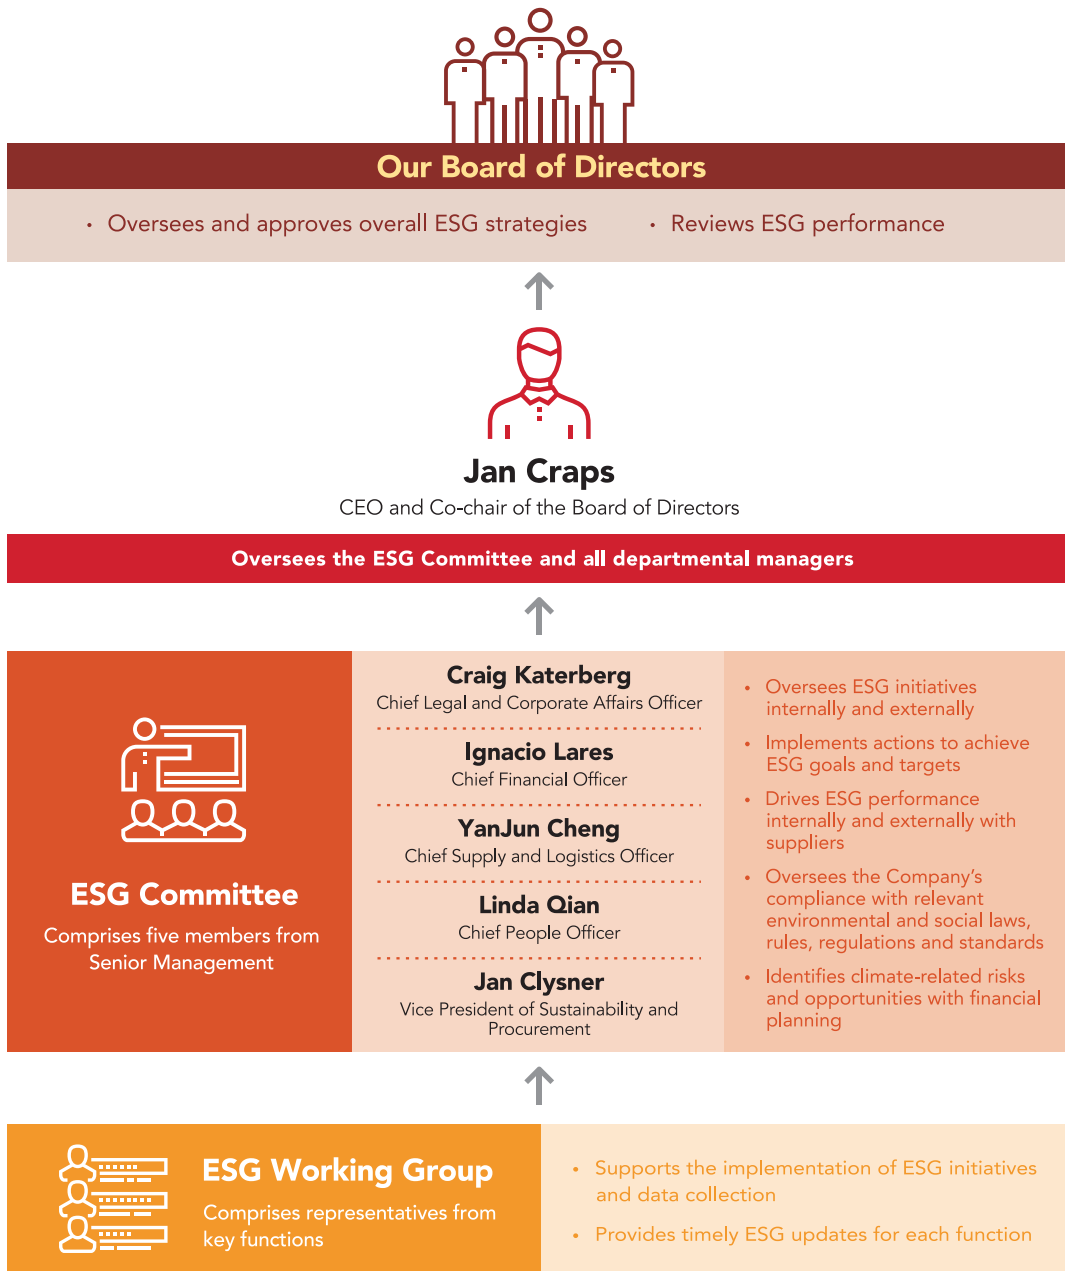 Our Board of Directors
• Oversees and approves overall ESG strategies
• Reviews ESG performance
Jan Craps
CEO and Co-chair of the Board of Directors
Oversees the ESG Committee and all departmental managers
ESG Committee
Comprises five members from
Senior Management
Craig Katerberg
Chief Legal and Corporate Affairs Officer
Ignacio Lares
Chief Financial Officer
YanJun Cheng
Chief Supply and Logistics Officer
Linda Qian
Chief People Officer
Jan Clysner
Vice President of Sustainability and
Procurement
• Oversees ESG initiatives
internally and externally
• Implements actions to achieve
ESG goals and targets
• Drives ESG performance
internally and externally with
suppliers
• Oversees the Company’s
compliance with relevant
environmental and social laws,
rules, regulations and standards
• Identifies climate-related risks
and opportunities with financial
planning
ESG Working Group
Comprises representatives from
key functions
• Supports the implementation of ESG initiatives
and data collection
• Provides timely ESG updates for each function